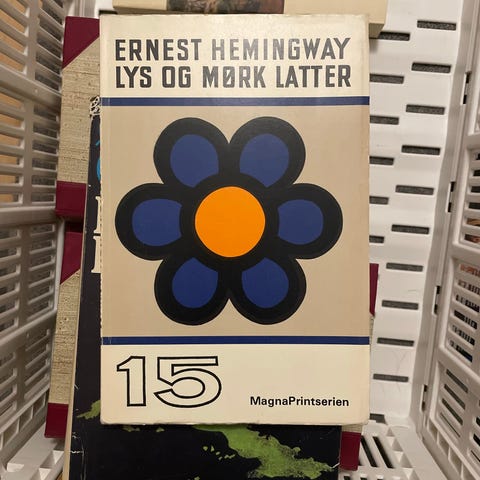 ERNEST HEMINGWAY
LYS OG MØRK LATTER
15
MagnaPrintserien